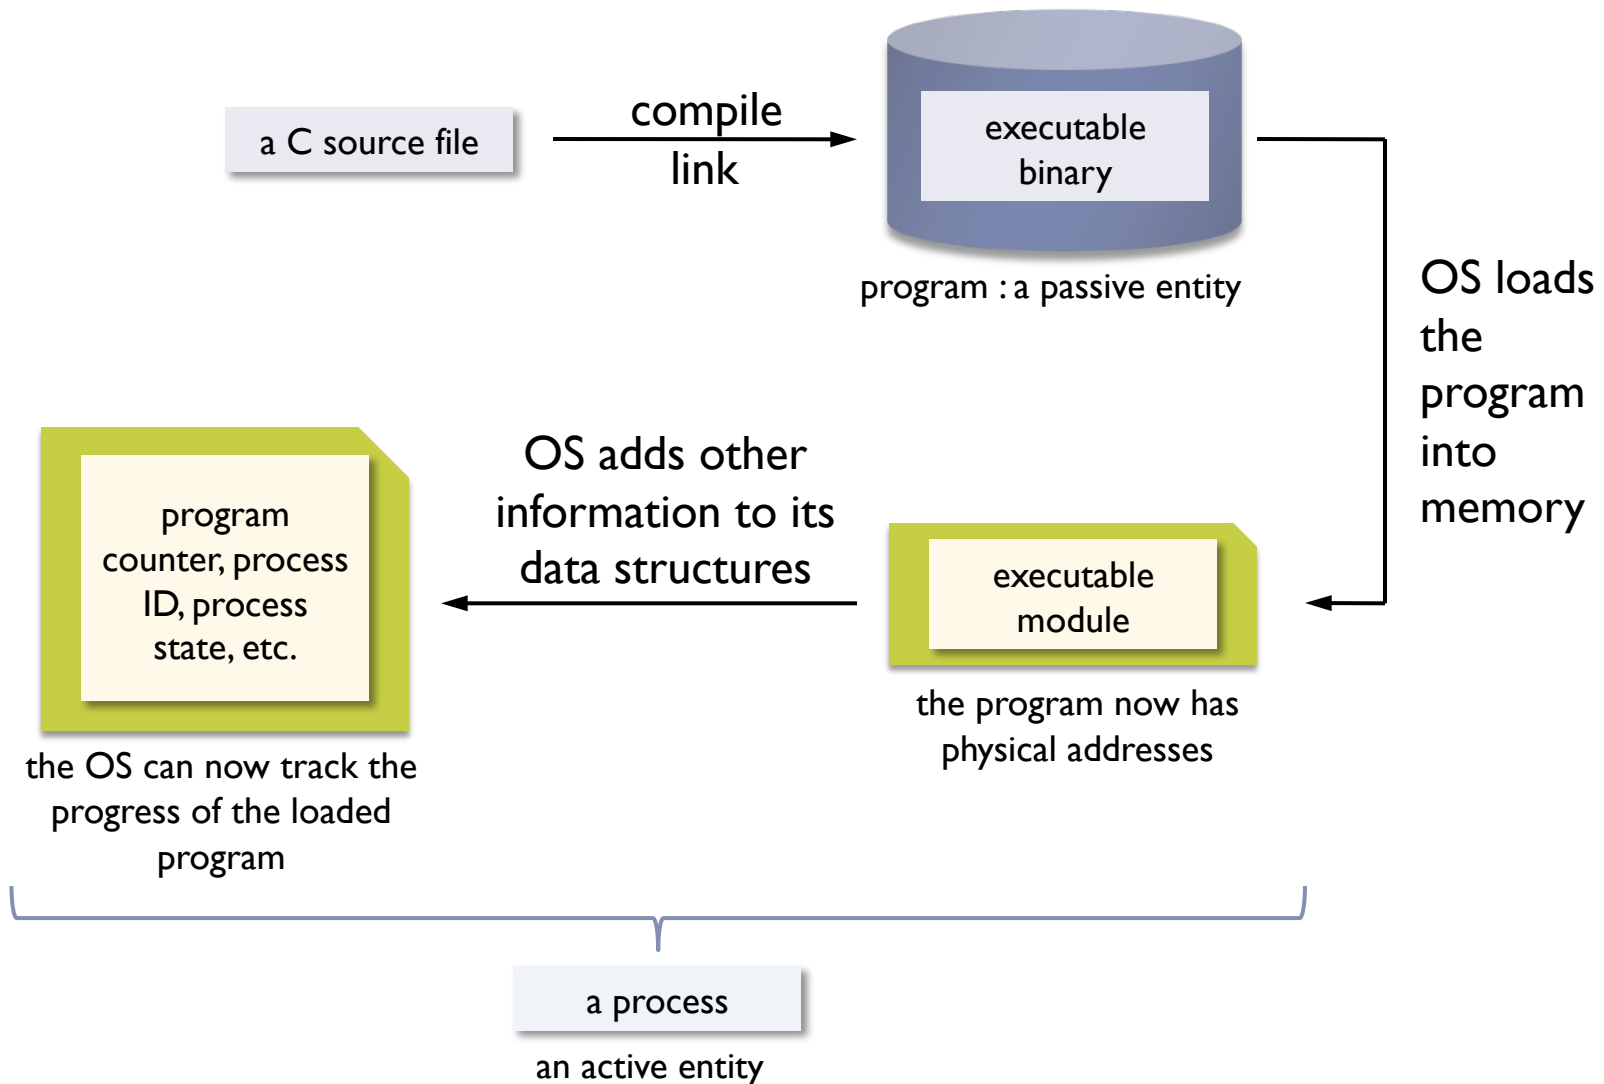 a C source file
compile
link
executable
binary
program : a passive entity
OS loads
the
program
into
memory
executable
module
the program now has
physical addresses
OS adds other
information to its
data structures
program
counter, process
ID, process
state, etc.
the OS can now track the
progress of the loaded
program
a process
an active entity